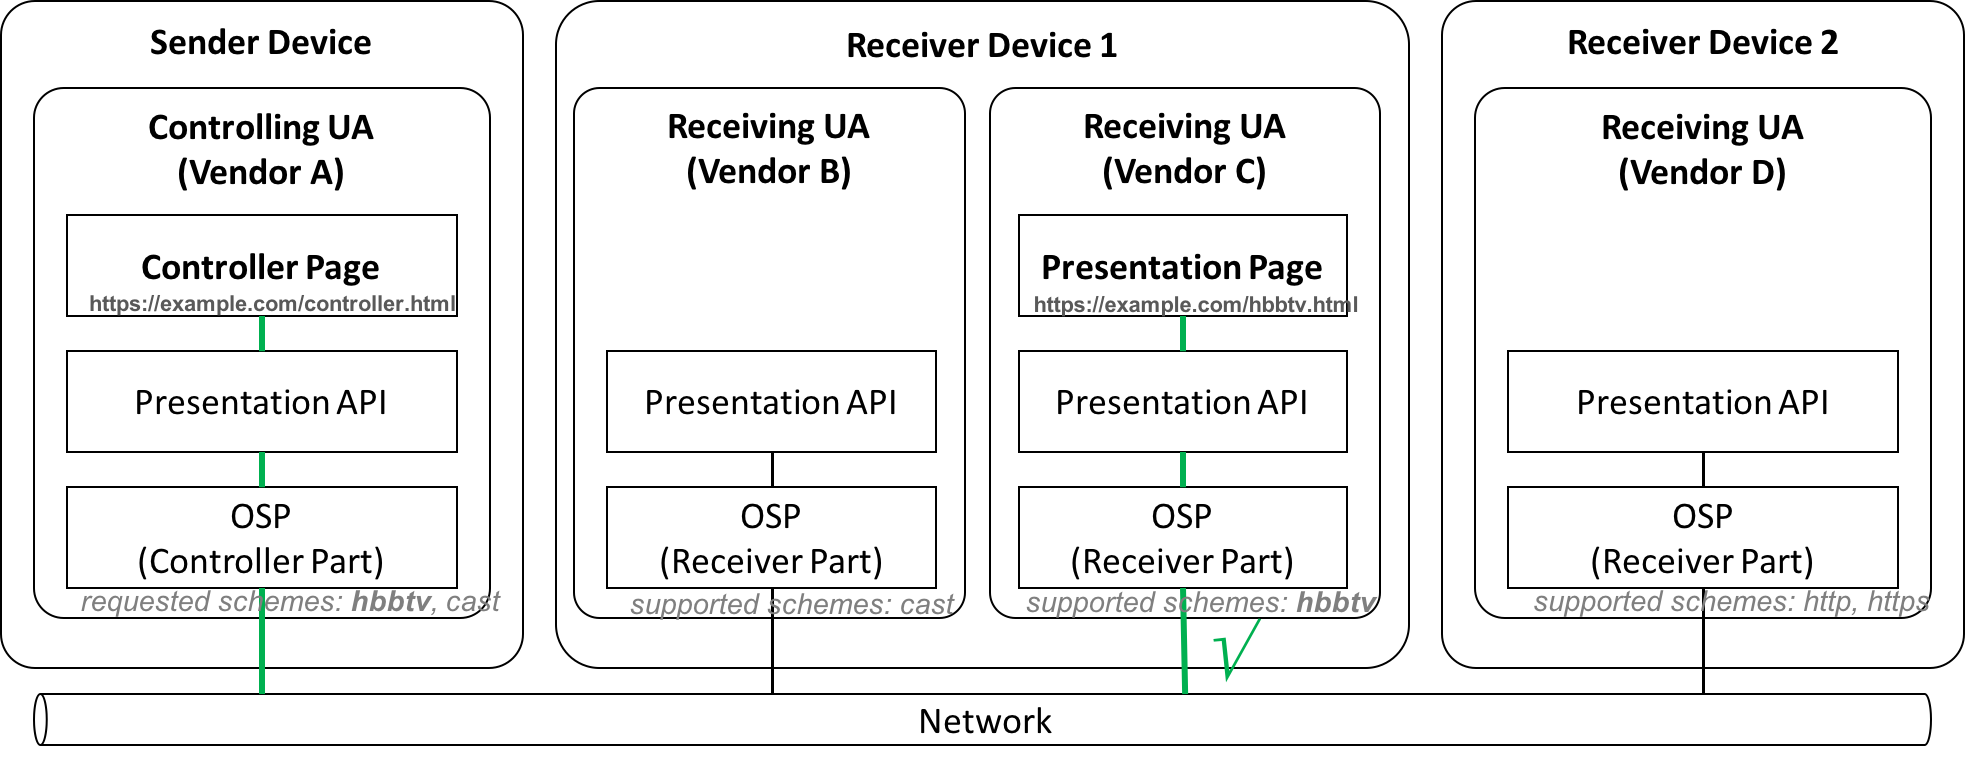 Sender Device
Controlling UA
(Vendor A)
Controller Page
https://example.com/controller.html
Presentation API
OSP
(Controller Part)
requested schemes: hbbtv, cast
Receiver Device 1
Receiving UA
(Vendor B)
Presentation API
OSP
(Receiver Part)
supported schemes: cast
Receiving UA
(Vendor C)
Presentation Page
https://example.com/hbbtv.html
Presentation API
OSP
(Receiver Part)
supported schemes: hbbtv
Receiver Device 2
Receiving UA
(Vendor D)
Presentation API
OSP
(Receiver Part)
supported schemes: http, https
Network